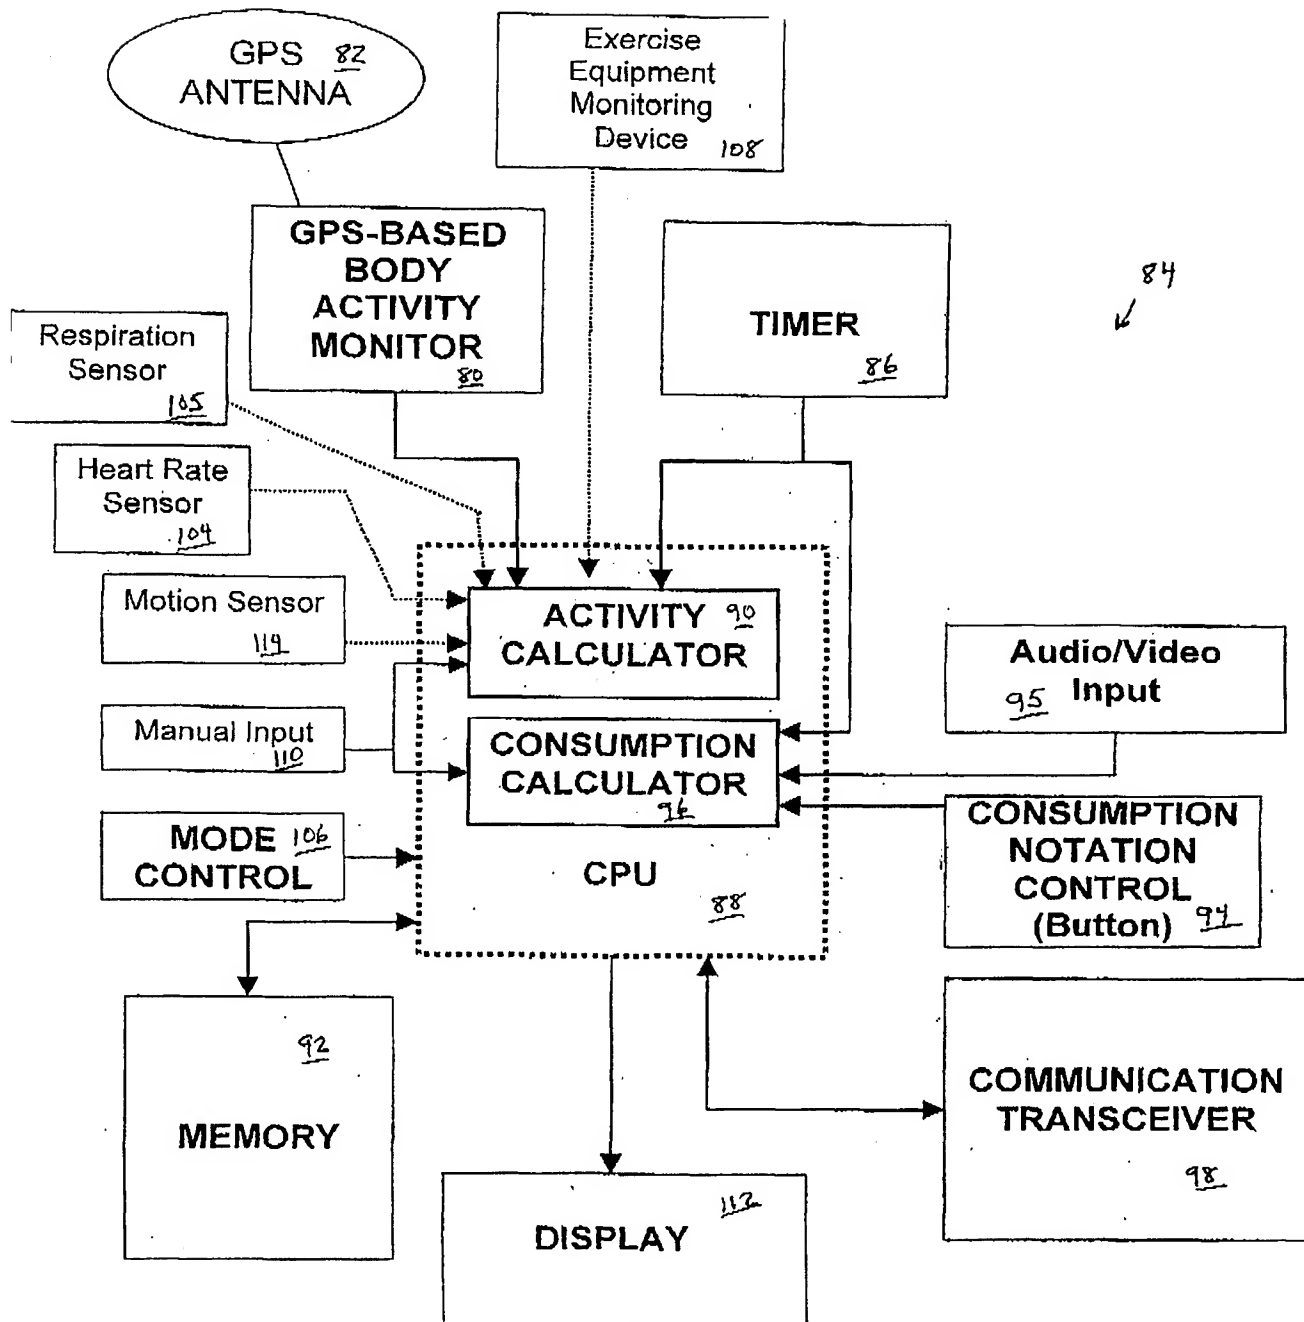 GPS 82
ANTENNA
Exercise
Equipment
Monitoring
Device 108
GPS-BASED
BODY
ACTIVITY
MONITOR
80
TIMER
86
84
Respiration
Sensor
105
Heart Rate
Sensor
104
Motion Sensor
114
Manual Input
110
MODE 106
CONTROL
ACTIVITY 90
CALCULATOR
CONSUMPTION
CALCULATOR
96
CPU
88
Audio/Video
Input
95
CONSUMPTION
NOTATION
CONTROL
(Button) 94
92
MEMORY
112
DISPLAY
COMMUNICATION
TRANSCEIVER
98